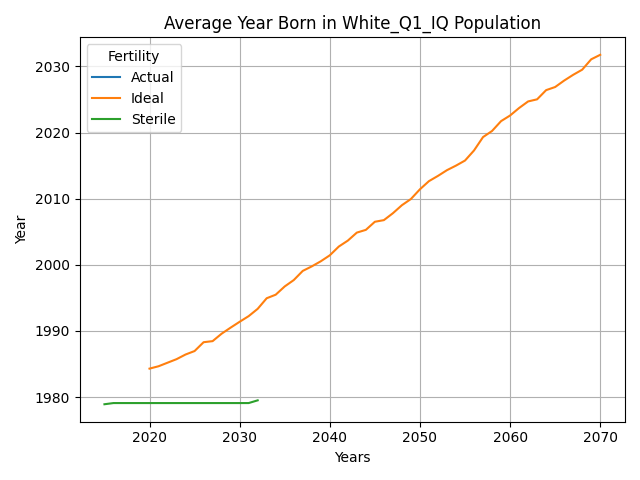 Average Year Born in White_Q1_IQ Population
Fertility
Actual
Ideal
Sterile
Year
2030
2020
2010
2000
1990
1980
2020 2030 2040 2050 2060 2070
Years